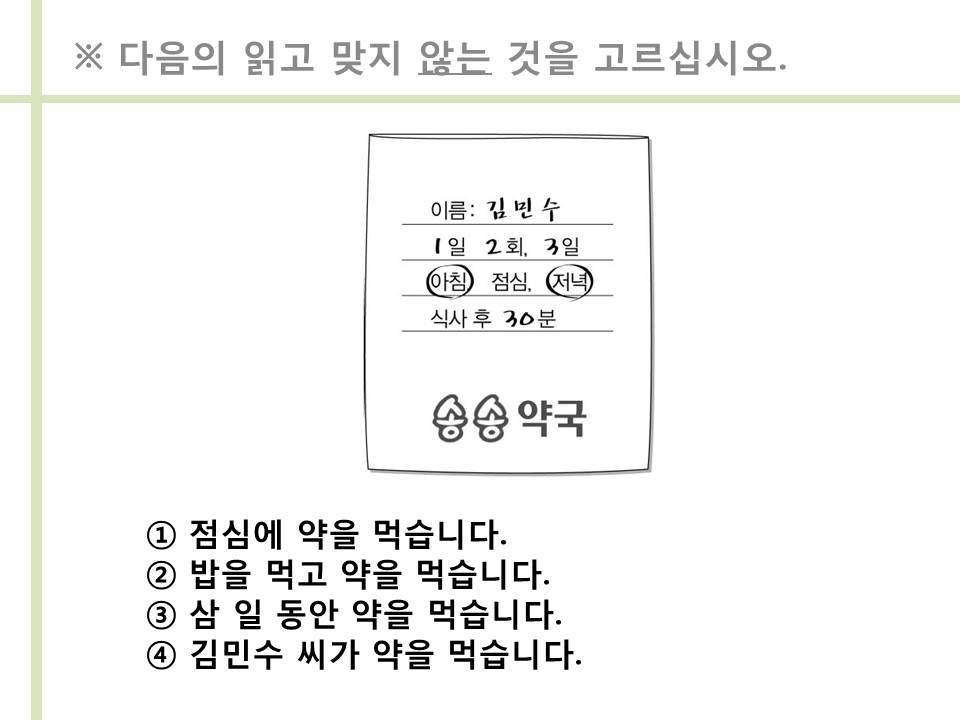 ※ 다음의 읽고 맞지 않는 것을 고르십시오.
이름: 김민수
1일 2회, 3일
아침, 점심, 저녁
식사 후 30분
송송약국
① 점심에 약을 먹습니다.
② 밥을 먹고 약을 먹습니다.
③ 삼 일 동안 약을 먹습니다.
④ 김민수 씨가 약을 먹습니다.